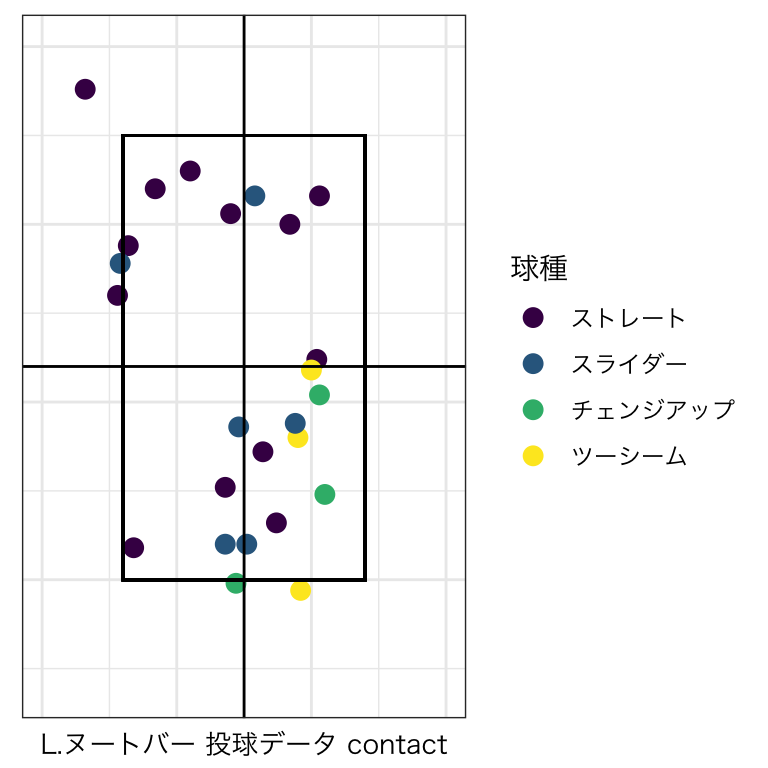 球種
ストレート
スライダー
チェンジアップ
ツーシーム
L.ヌートバー 投球データ contact